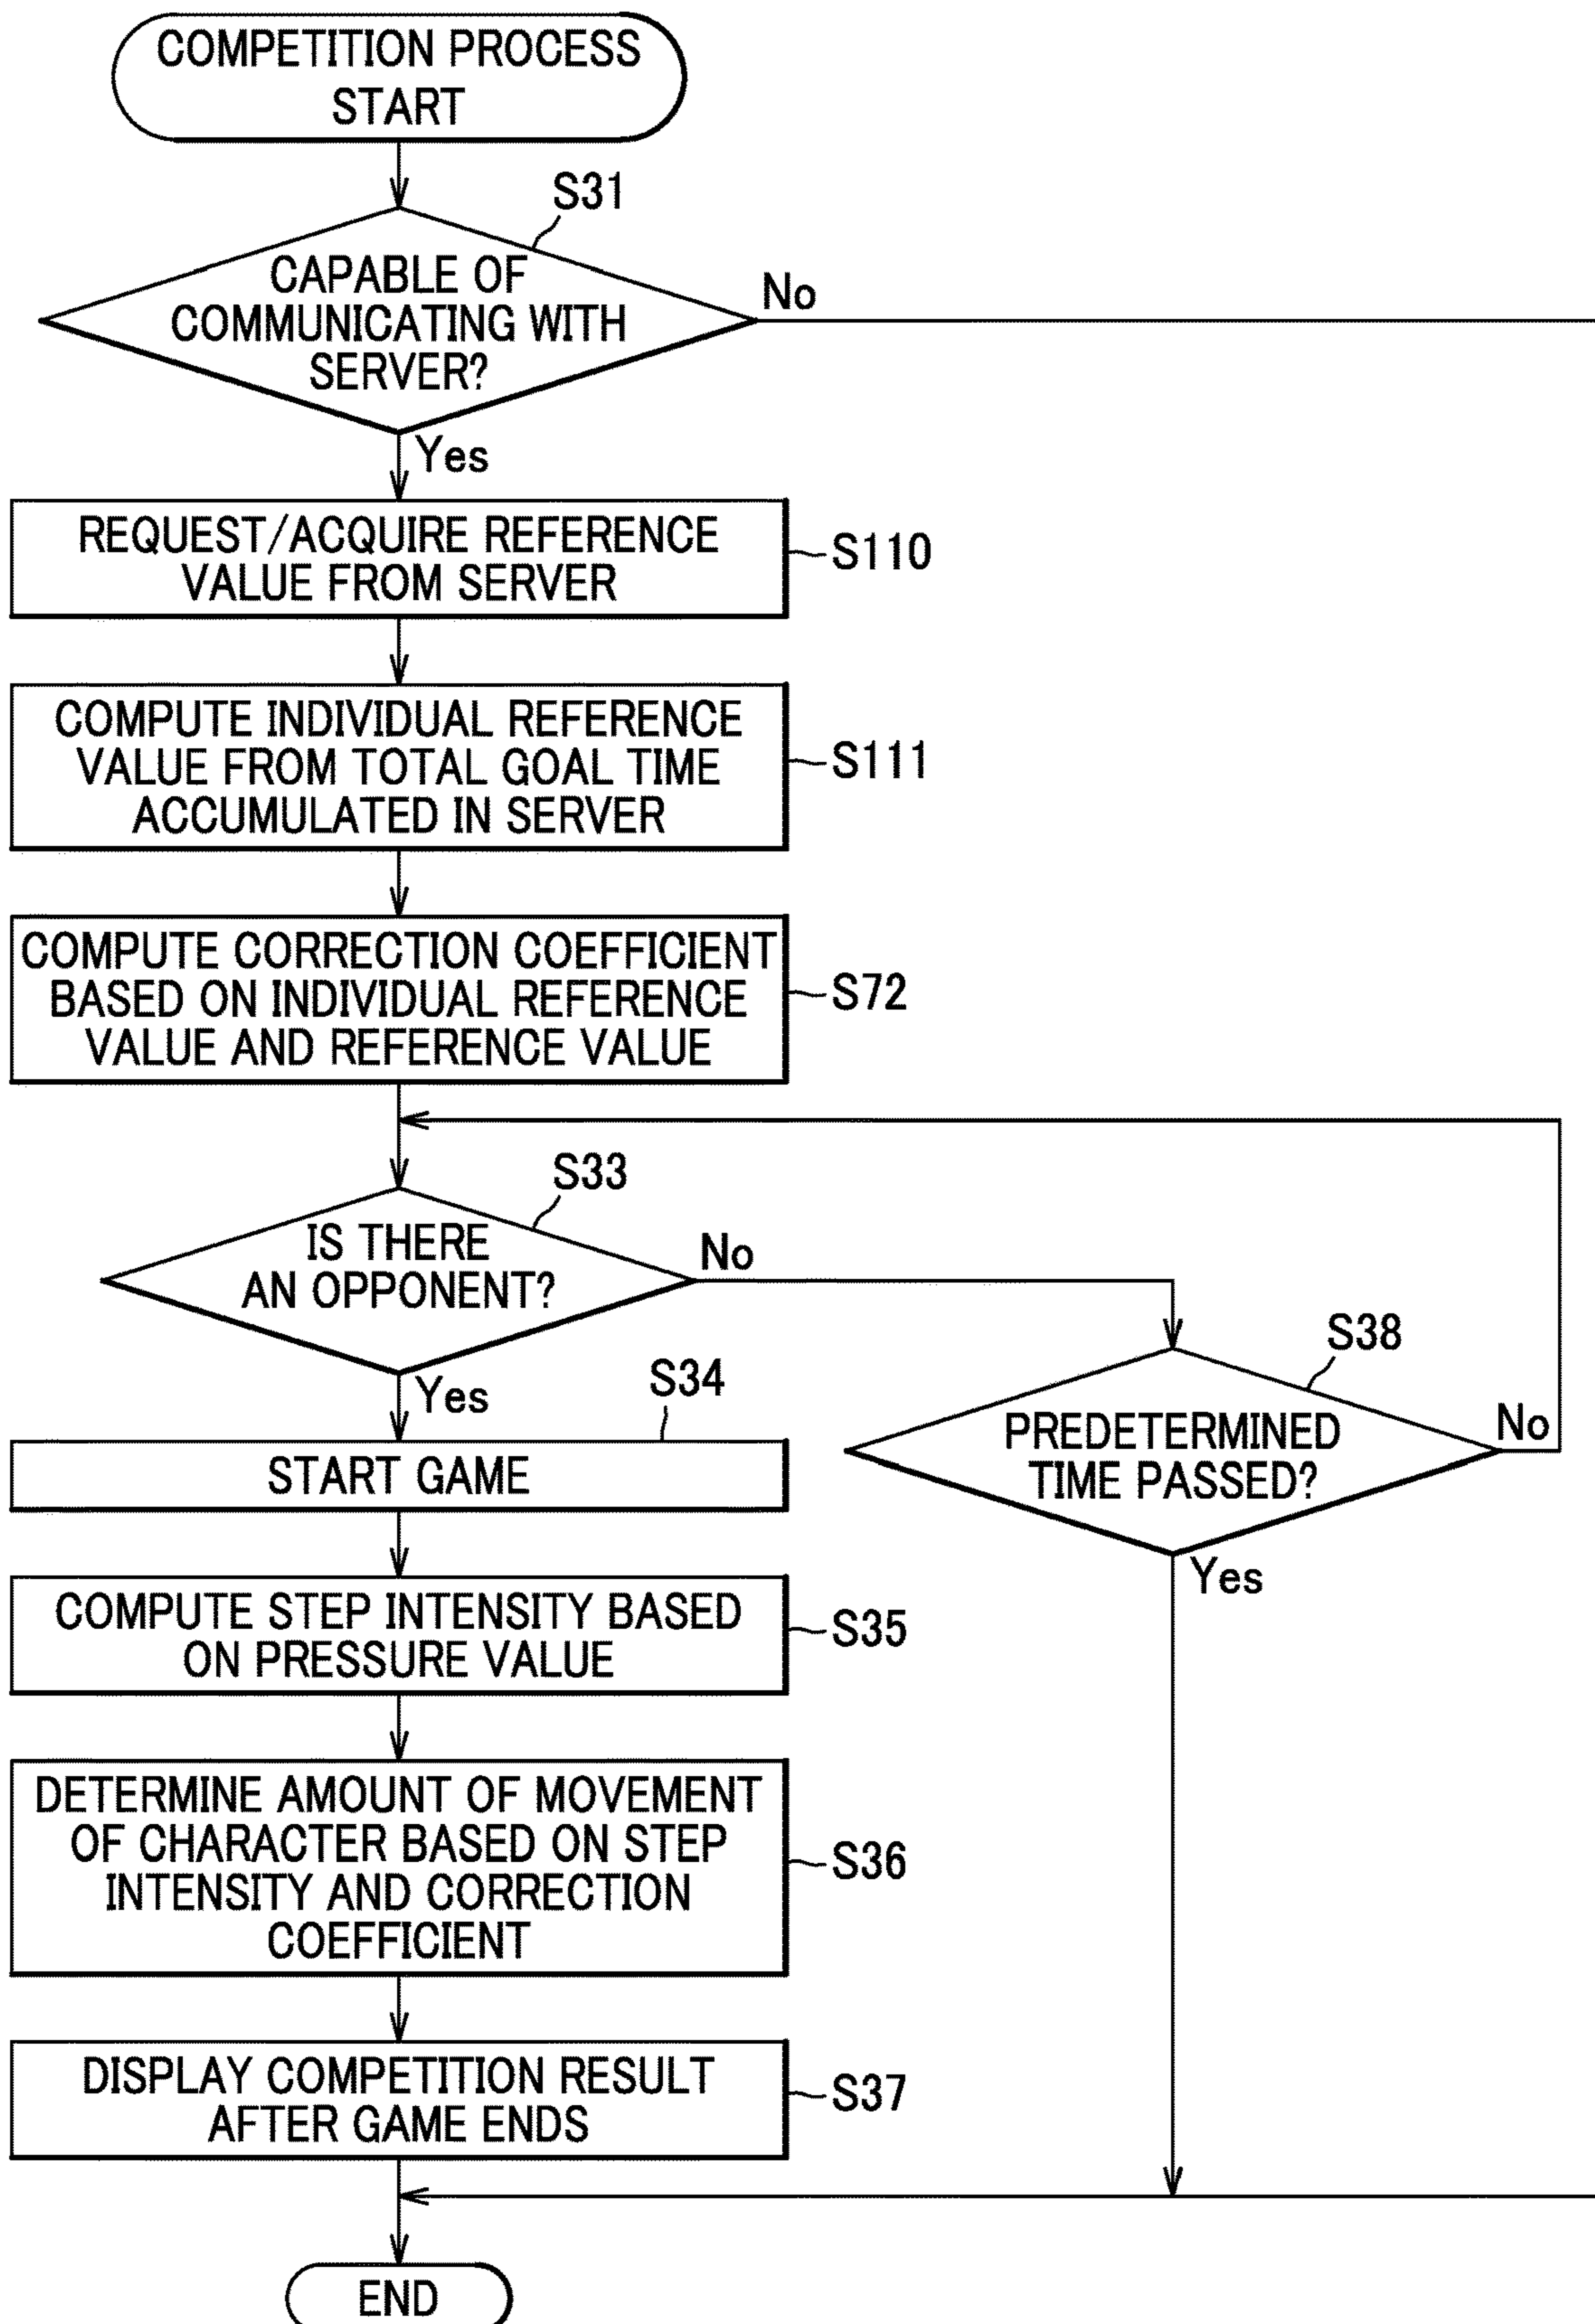 COMPETITION PROCESS
START
S31
CAPABLE OF
COMMUNICATING WITH
SERVER?
No
Yes
REQUEST/ACQUIRE REFERENCE
VALUE FROM SERVER
S110
COMPUTE INDIVIDUAL REFERENCE
VALUE FROM TOTAL GOAL TIME
ACCUMULATED IN SERVER
S111
COMPUTE CORRECTION COEFFICIENT
BASED ON INDIVIDUAL REFERENCE
VALUE AND REFERENCE VALUE
S72
S33
IS THERE
AN OPPONENT?
No
Yes
S38
PREDETERMINED
TIME PASSED?
No
Yes
S34
START GAME
COMPUTE STEP INTENSITY BASED
ON PRESSURE VALUE
S35
DETERMINE AMOUNT OF MOVEMENT
OF CHARACTER BASED ON STEP
INTENSITY AND CORRECTION
COEFFICIENT
S36
DISPLAY COMPETITION RESULT
AFTER GAME ENDS
S37
END